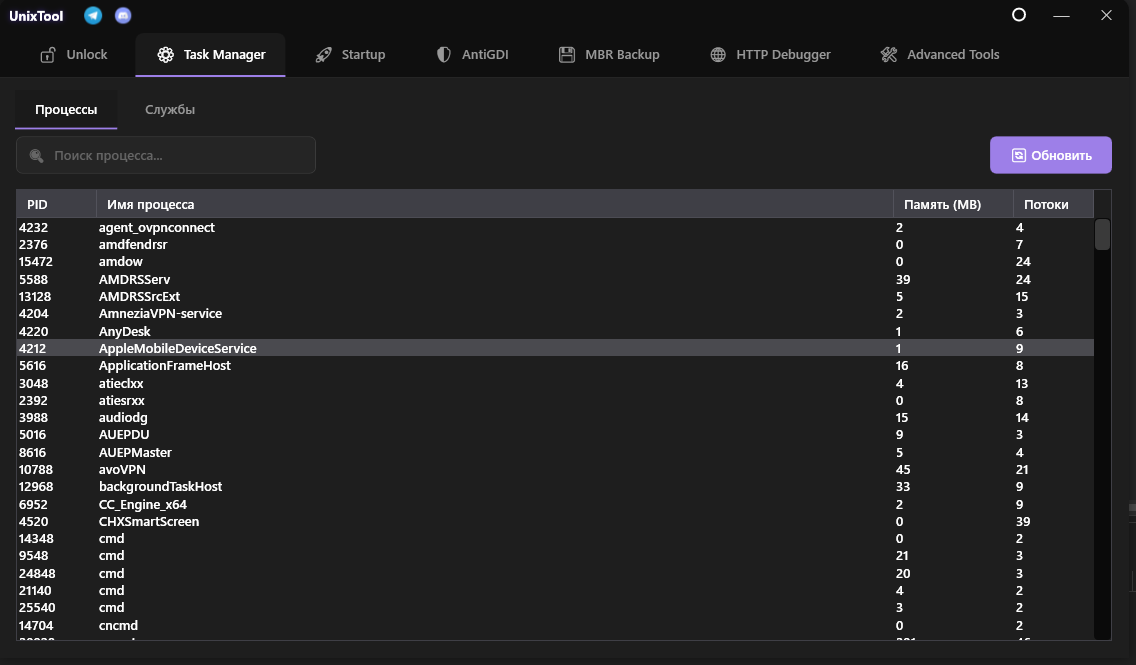 UnixTool
Unlock Task Manager Startup AntiGDI MBR Backup HTTP Debugger Advanced Tools
Процессы Службы
Поиск процесса...
Обновить
PID Имя процесса Память (MB) Потоки
4232 agent_ovpnconnect 2 4
2376 amdfendrsr 0 7
15472 amdow 0 24
5588 AMDRSServ 39 24
13128 AMDRSSrcExt 5 15
4204 AmneziaVPN-service 2 3
4220 AnyDesk 1 6
4212 AppleMobileDeviceService 1 9
5616 ApplicationFrameHost 16 8
3048 atieclxx 4 13
2392 atiesrxx 0 8
3988 audiodg 15 14
5016 AUEPDU 9 3
8616 AUEPMaster 5 4
10788 avoVPN 45 21
12968 backgroundTaskHost 33 9
6952 CC_Engine_x64 2 9
4520 CHXSmartScreen 0 39
14348 cmd 0 2
9548 cmd 21 3
24848 cmd 20 3
21140 cmd 4 2
25540 cmd 3 2
14704 cncmd 0 2